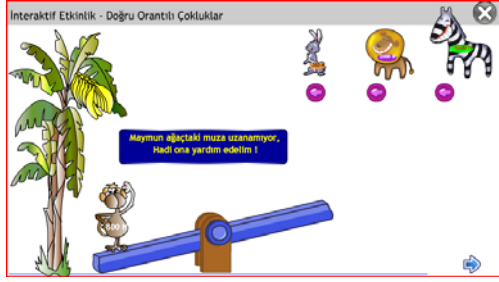 İnteraktif Etkinlik - Doğru Orantılı Çokluklar
Maymun ağaçtaki muza uzanamıyor,
Hadi ona yardım edelim !